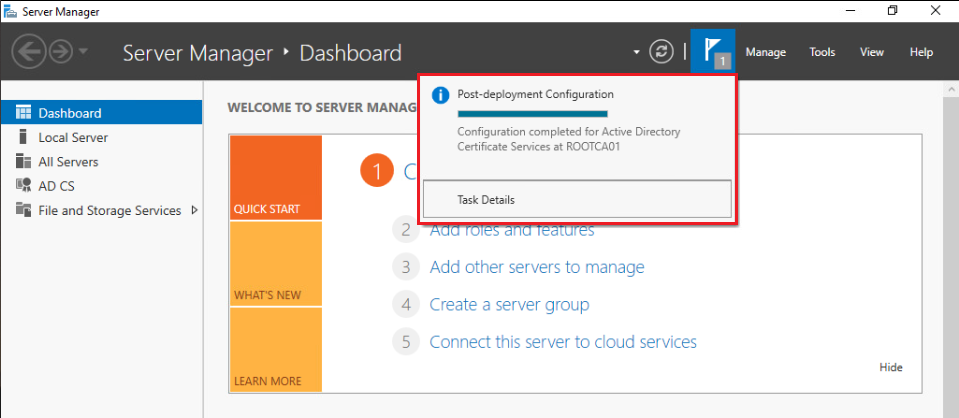 Server Manager
Server Manager ‣ Dashboard
1
Manage
Tools
View
Help
Dashboard
Local Server
All Servers
AD CS
File and Storage Services
WELCOME TO SERVER MANAG
Post-deployment Configuration
Configuration completed for Active Directory
Certificate Services at ROOTCA01
Task Details
QUICK START
WHAT'S NEW
LEARN MORE
1 C
2 Add roles and features
3 Add other servers to manage
4 Create a server group
5 Connect this server to cloud services
Hide